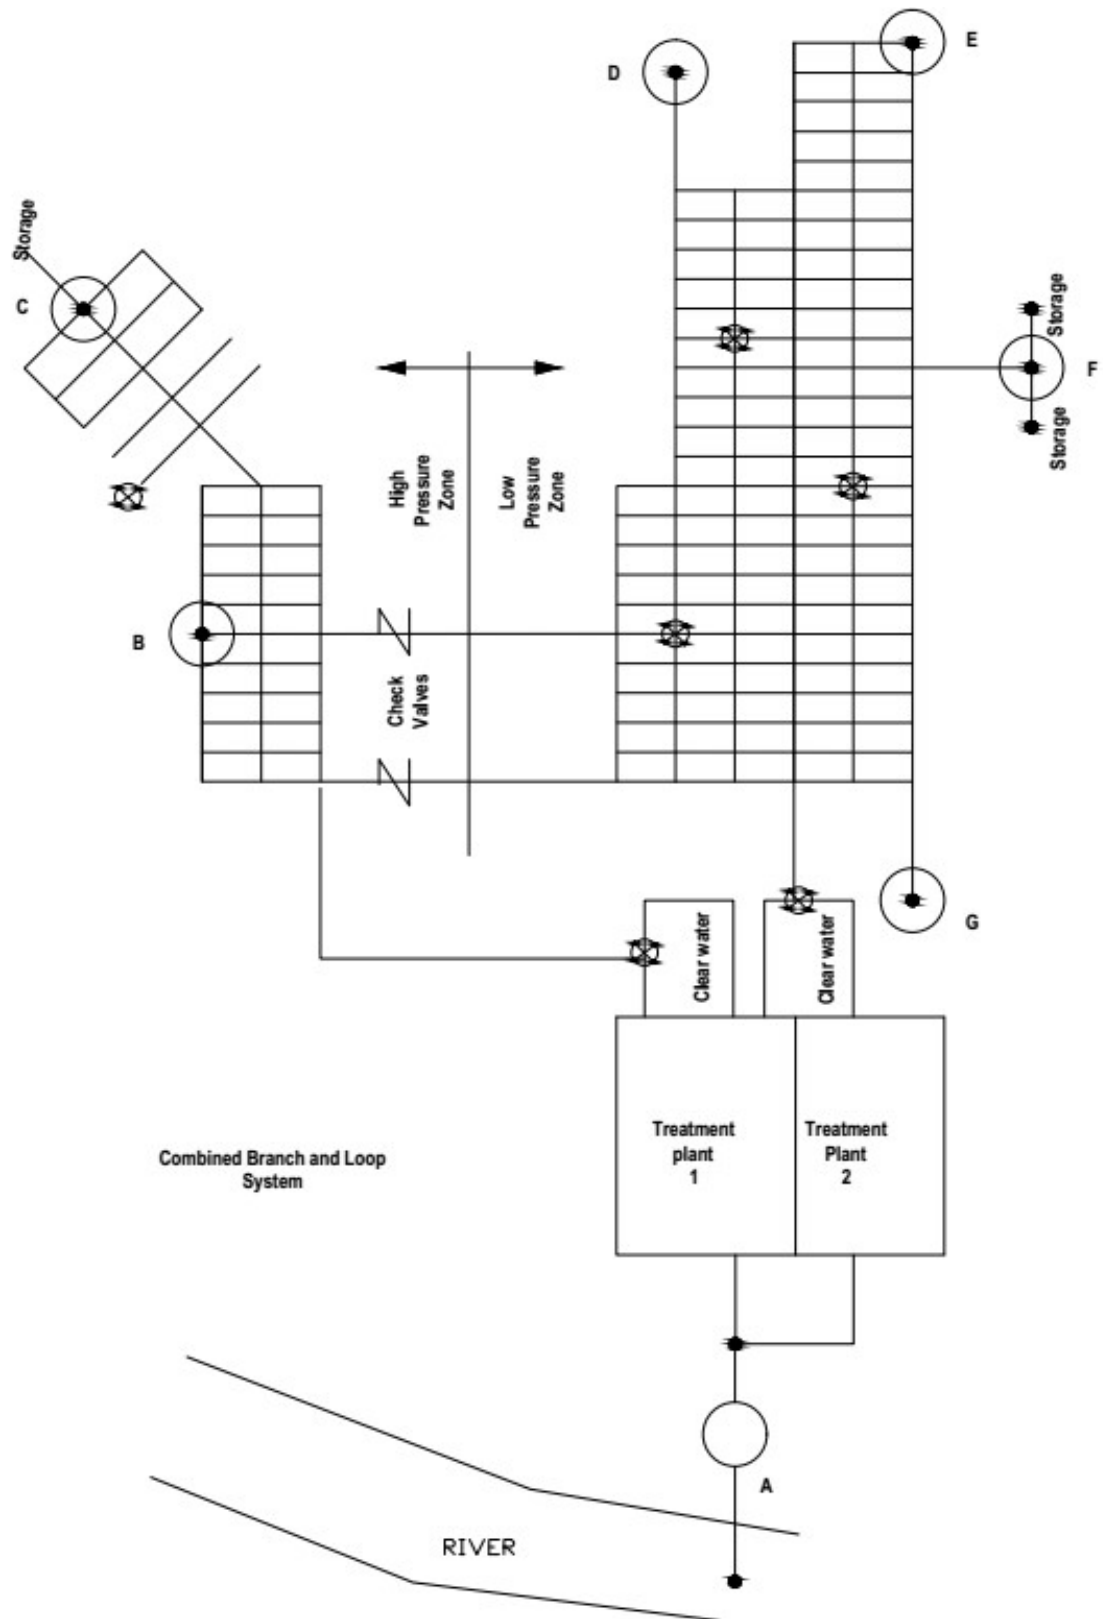 E
D
Storage
C
Storage
F
Storage
High
Pressure
Zone
Low
Pressure
Zone
B
Check
Valves
G
Clear water
Clear water
Treatment
plant
1
Treatment
Plant
2
Combined Branch and Loop
System
A
RIVER